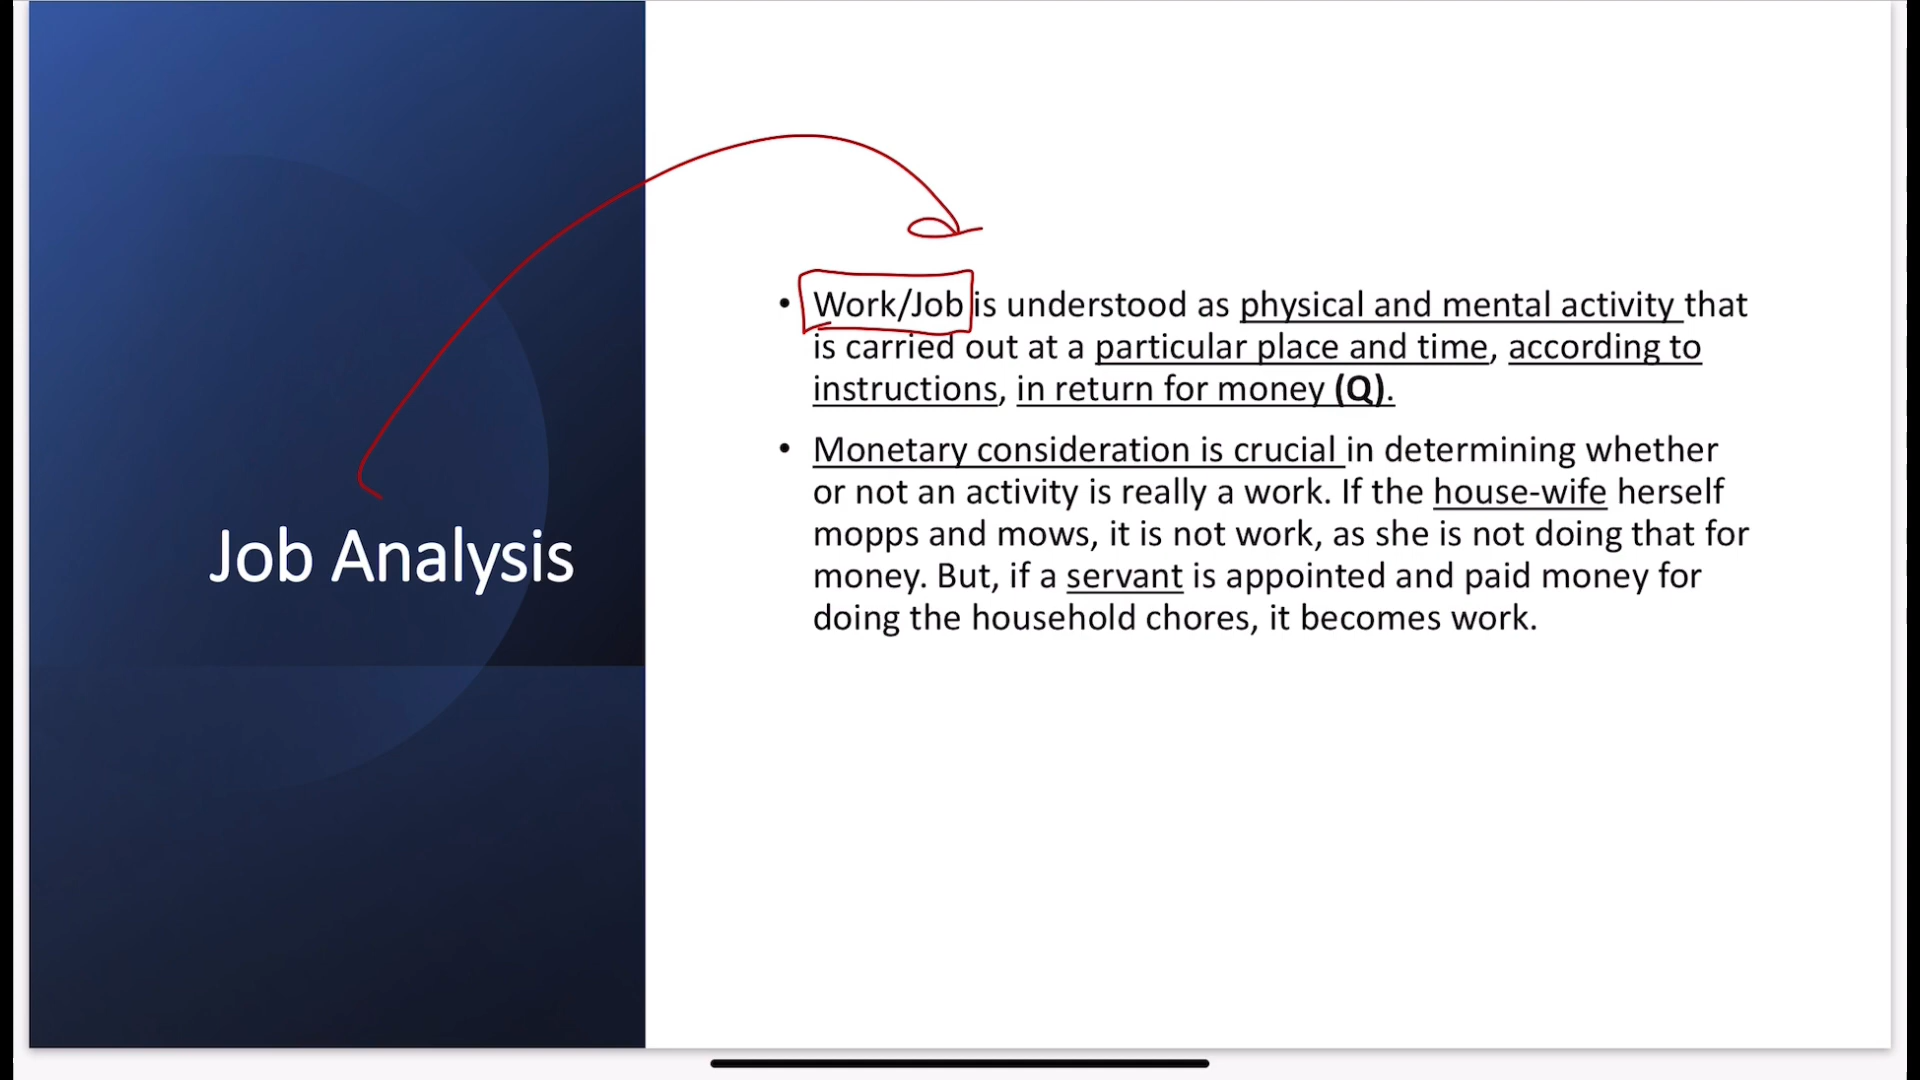 Job Analysis
• Work/Job is understood as physical and mental activity that
is carried out at a particular place and time, according to
instructions, in return for money (Q).
• Monetary consideration is crucial in determining whether
or not an activity is really a work. If the house-wife herself
mopps and mows, it is not work, as she is not doing that for
money. But, if a servant is appointed and paid money for
doing the household chores, it becomes work.